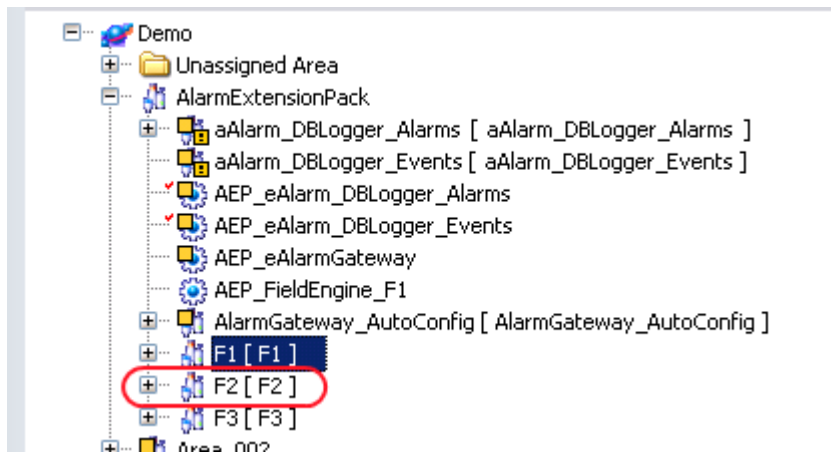 Demo
Unassigned Area
AlarmExtensionPack
aAlarm_DBLogger_Alarms [ aAlarm_DBLogger_Alarms ]
aAlarm_DBLogger_Events [ aAlarm_DBLogger_Events ]
AEP_eAlarm_DBLogger_Alarms
AEP_eAlarm_DBLogger_Events
AEP_eAlarmGateway
AEP_FieldEngine_F1
AlarmGateway_AutoConfig [ AlarmGateway_AutoConfig ]
F1 [ F1 ]
F2 [ F2 ]
F3 [ F3 ]
Area_002